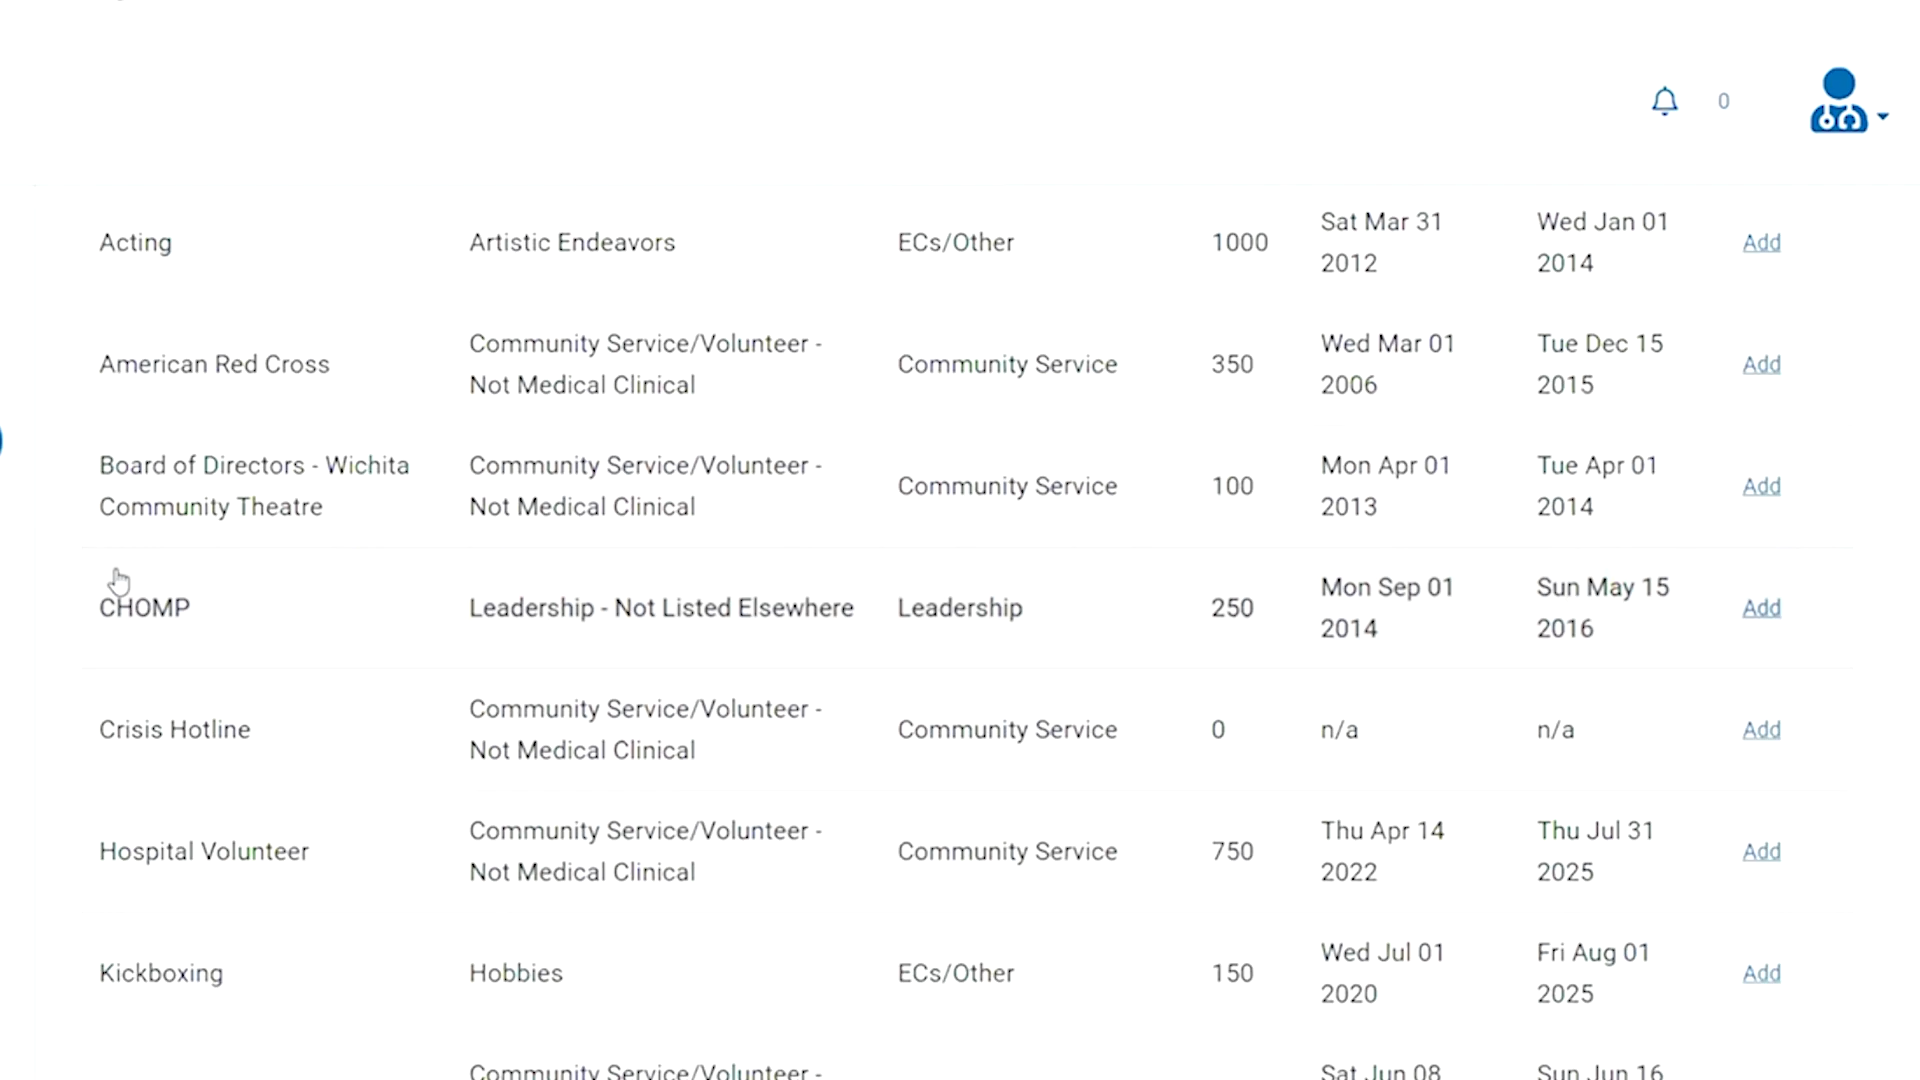 0
Acting
Artistic Endeavors
ECs/Other
1000
Sat Mar 31
2012
Wed Jan 01
2014
Add
American Red Cross
Community Service/Volunteer -
Not Medical Clinical
Community Service
350
Wed Mar 01
2006
Tue Dec 15
2015
Add
Board of Directors - Wichita
Community Theatre
Community Service/Volunteer -
Not Medical Clinical
Community Service
100
Mon Apr 01
2013
Tue Apr 01
2014
Add
CHOMP
Leadership - Not Listed Elsewhere
Leadership
250
Mon Sep 01
2014
Sun May 15
2016
Add
Crisis Hotline
Community Service/Volunteer -
Not Medical Clinical
Community Service
0
n/a
n/a
Add
Hospital Volunteer
Community Service/Volunteer -
Not Medical Clinical
Community Service
750
Thu Apr 14
2022
Thu Jul 31
2025
Add
Kickboxing
Hobbies
ECs/Other
150
Wed Jul 01
2020
Fri Aug 01
2025
Add
Community Service/Volunteer -
Sat Jun 08
Sun Jun 16